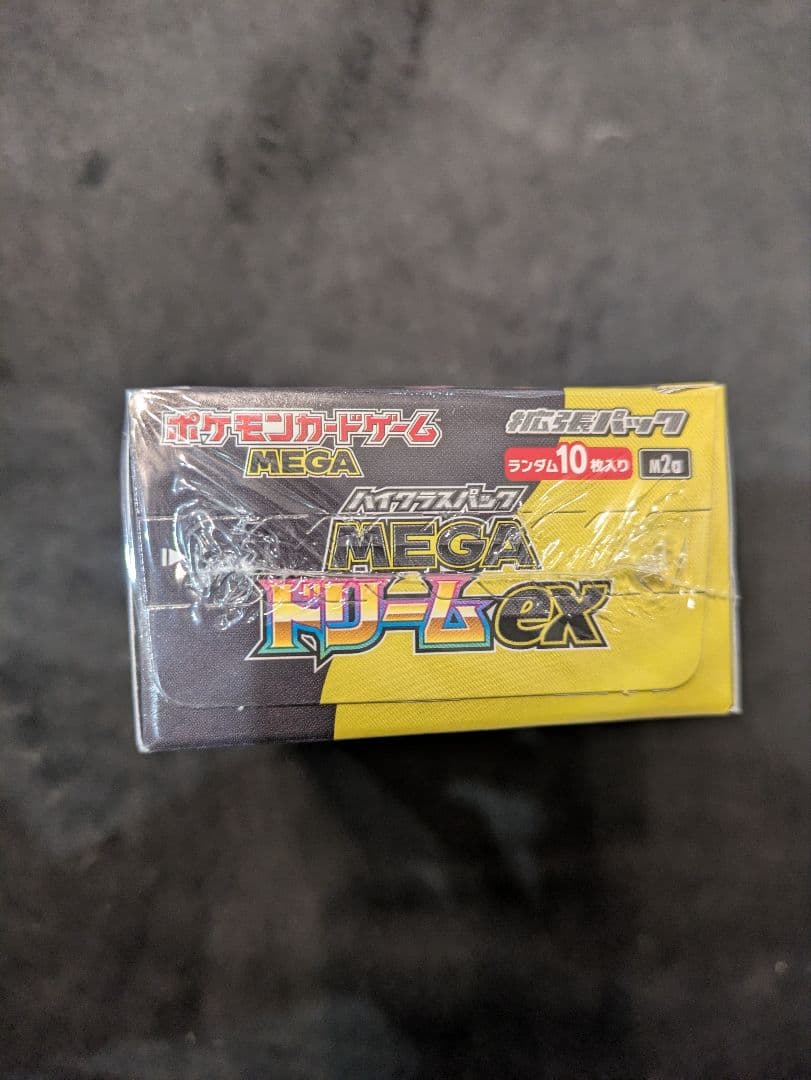 ポケモンカードゲーム
MEGA
拡張パック
ランダム10枚入り
M2a
ハイクラスパック
MEGA
ドリームex